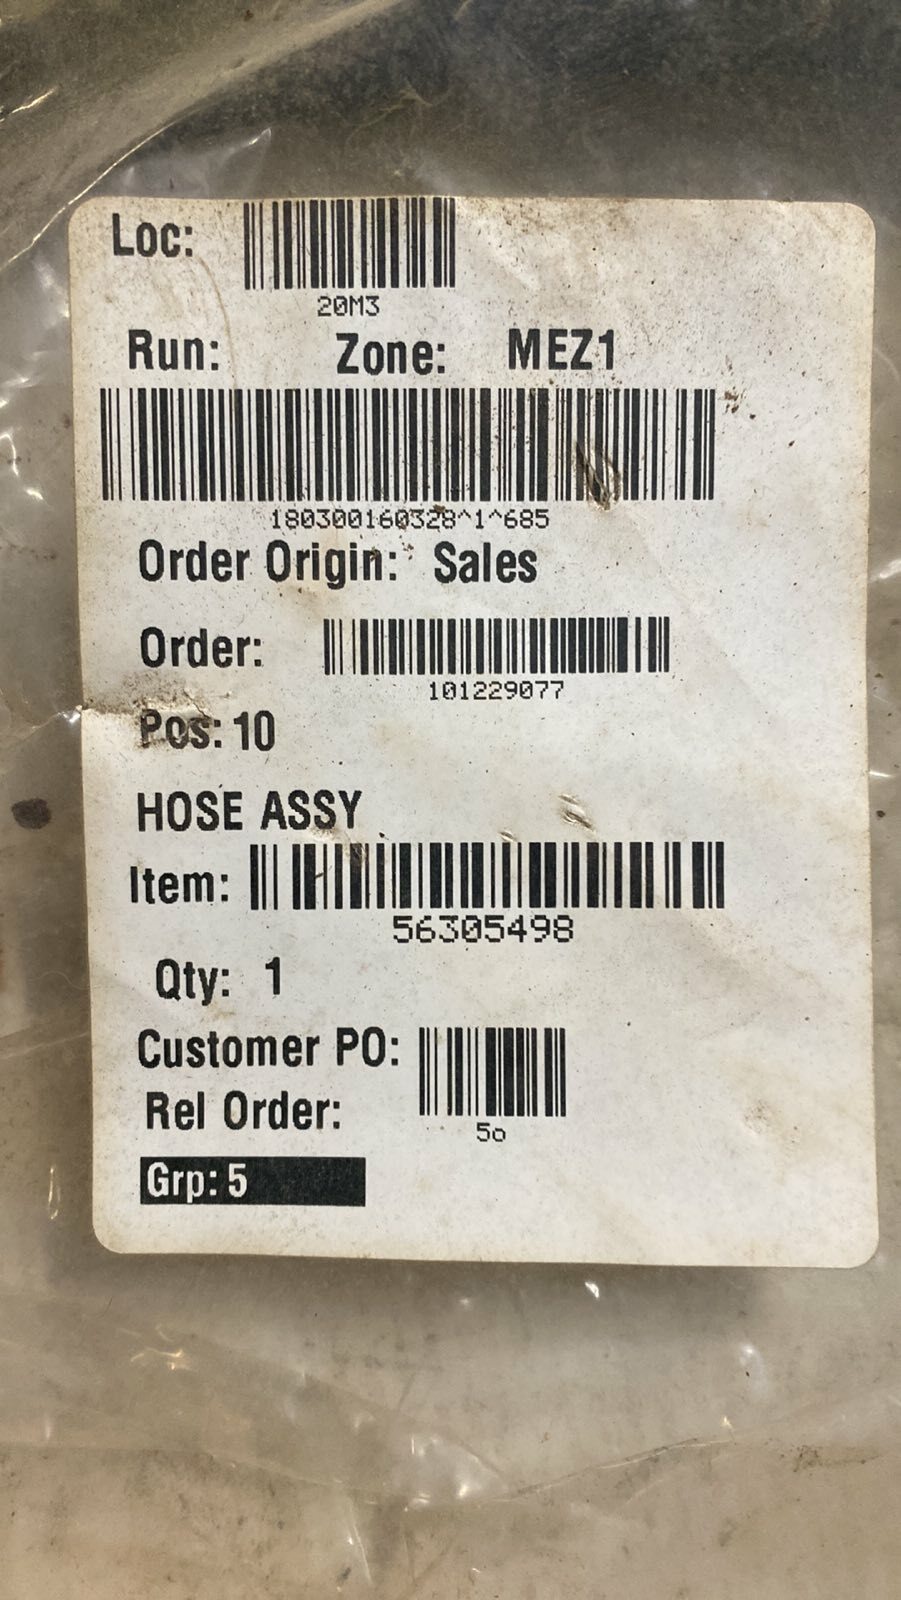 Loc:
20M3
Run: Zone: MEZ1
180300160328^1^685
Order Origin: Sales
Order:
101229077
Pos: 10
HOSE ASSY
Item:
56305498
Qty: 1
Customer PO:
Rel Order:
5o
Grp: 5